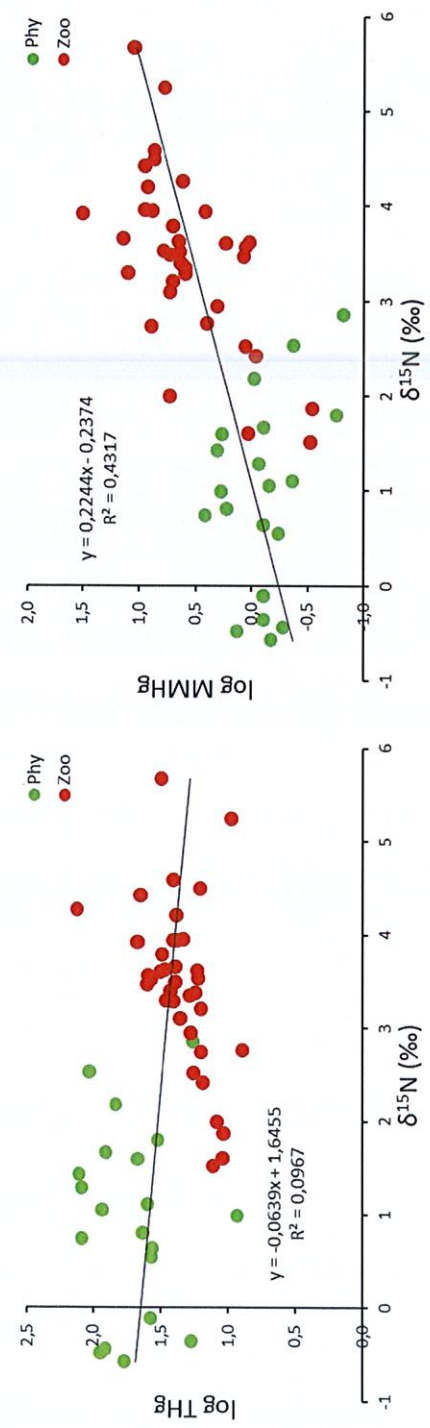 2,5
2,0
1,5
1,0
0,5
0,0
log THg
Phy
Zoo
y = -0,0639x + 1,6455
R² = 0,0967
-1
0
1
2
3
4
5
6
δ¹⁵N (‰)
2,0
1,5
1,0
0,5
0,0
-0,5
-1,0
log MMHg
Phy
Zoo
y = 0,2244x - 0,2374
R² = 0,4317
-1
0
1
2
3
4
5
6
δ¹⁵N (‰)